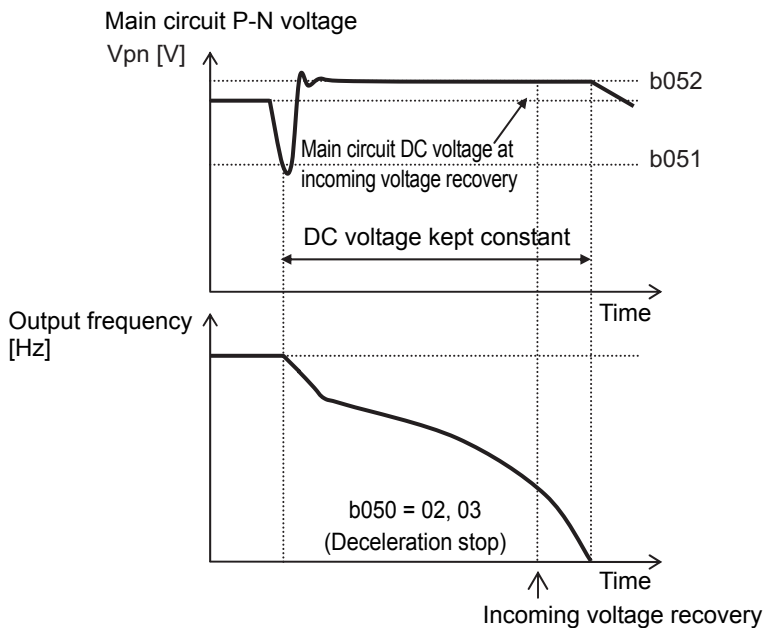 Main circuit P-N voltage
Vpn [V]
b052
Main circuit DC voltage at
incoming voltage recovery
b051
DC voltage kept constant
Time
Output frequency
[Hz]
b050 = 02, 03
(Deceleration stop)
Time
Incoming voltage recovery